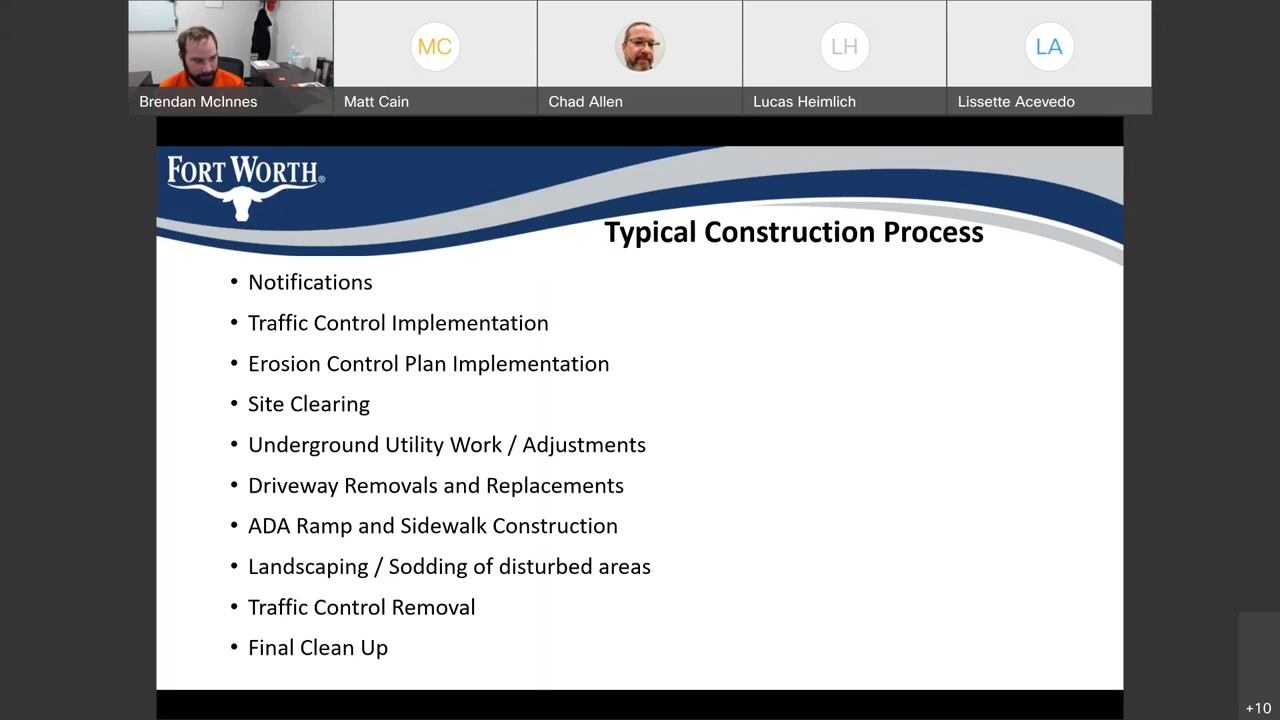 MC
LH
LA
Brendan McInnes
Matt Cain
Chad Allen
Lucas Heimlich
Lissette Acevedo
FORT WORTH®
Typical Construction Process
• Notifications
• Traffic Control Implementation
• Erosion Control Plan Implementation
• Site Clearing
• Underground Utility Work / Adjustments
• Driveway Removals and Replacements
• ADA Ramp and Sidewalk Construction
• Landscaping / Sodding of disturbed areas
• Traffic Control Removal
• Final Clean Up
+10